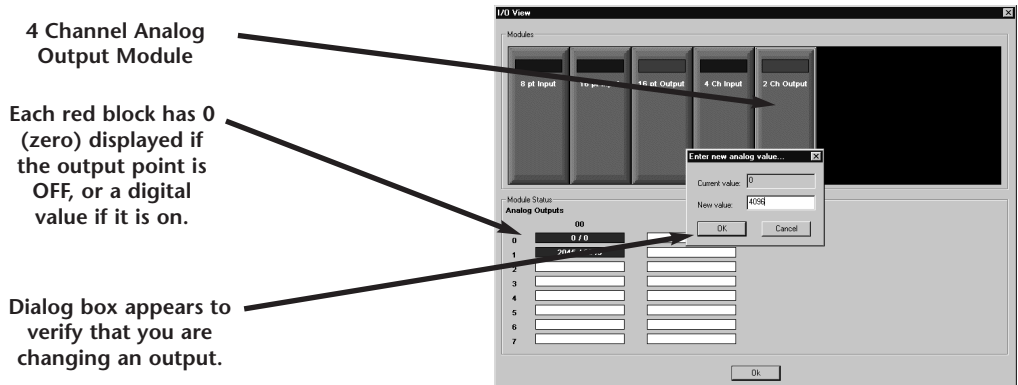 4 Channel Analog
Output Module
Each red block has 0
(zero) displayed if
the output point is
OFF, or a digital
value if it is on.
Dialog box appears to
verify that you are
changing an output.
I/O View
Modules
8 pt Input
16 pt Input
16 pt Output
4 Ch Input
2 Ch Output
Enter new analog value...
Current value: 0
New value: 4096
OK Cancel
Module Status
Analog Outputs
00
0 0 / 0
1
2
3
4
5
6
7
Ok